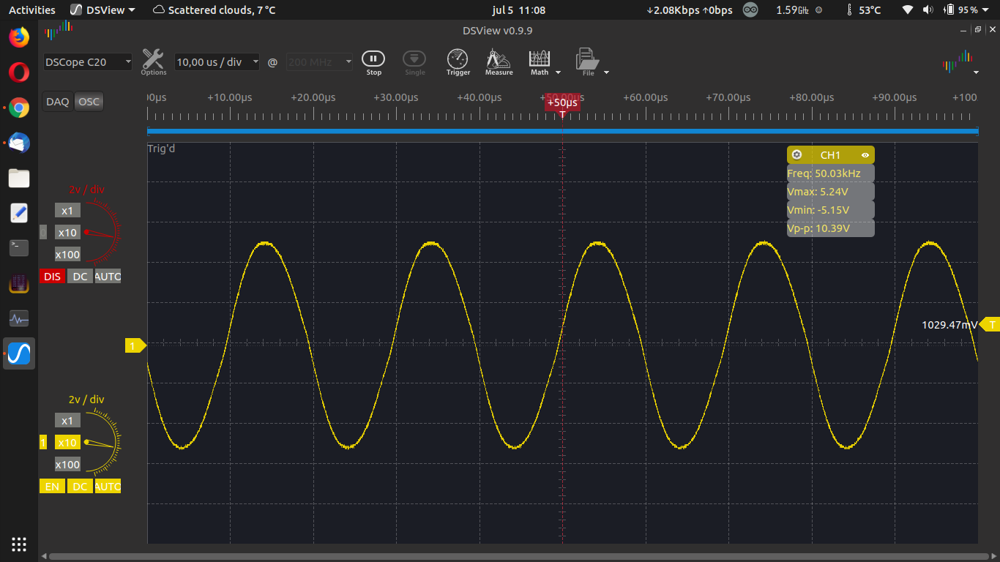 Activities DSView Scattered clouds, 7 °C jul 5 11:08 ↓2.08Kbps ↑0bps 1.59GHz 53°C 95%
DSView v0.9.9
DSCope C20 Options 10,00 us / div @ 200 MHz Stop Single Trigger Measure Math File
DAQ OSC
00µs +10.00µs +20.00µs +30.00µs +40.00µs +50.00µs +60.00µs +70.00µs +80.00µs +90.00µs +100
+50µs
T
Trig'd
CH1
Freq: 50.03kHz
Vmax: 5.24V
Vmin: -5.15V
Vp-p: 10.39V
2v / div
x1
0 x10
x100
DIS DC AUTO
1029.47mV T
1
2v / div
x1
1 x10
x100
EN DC AUTO